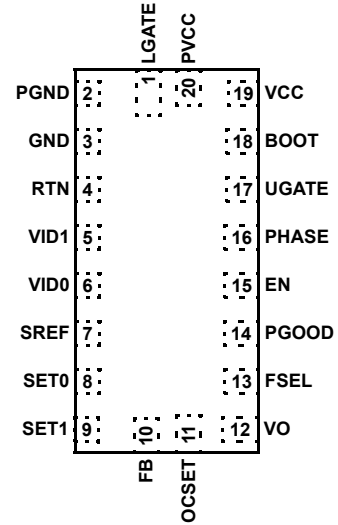 LGATE 1
PVCC 20
PGND 2
19 VCC
GND 3
18 BOOT
RTN 4
17 UGATE
VID1 5
16 PHASE
VID0 6
15 EN
SREF 7
14 PGOOD
SET0 8
13 FSEL
SET1 9
12 VO
FB 10
OCSET 11